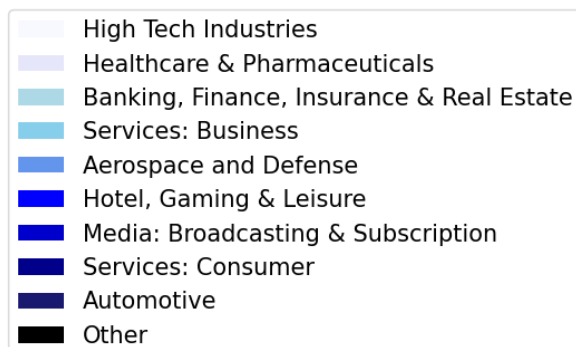 High Tech Industries
Healthcare & Pharmaceuticals
Banking, Finance, Insurance & Real Estate
Services: Business
Aerospace and Defense
Hotel, Gaming & Leisure
Media: Broadcasting & Subscription
Services: Consumer
Automotive
Other